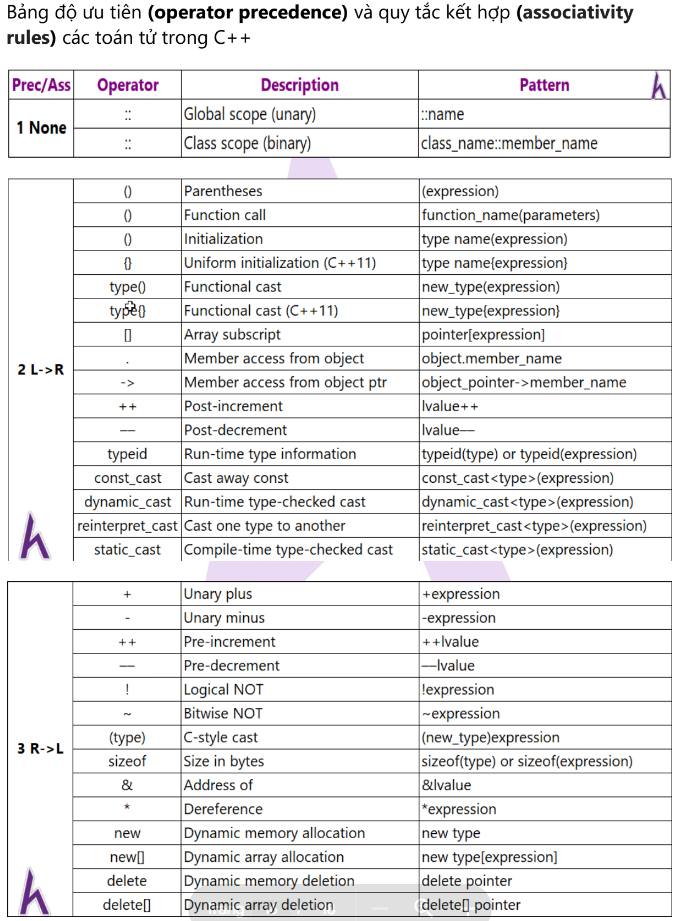 Bảng độ ưu tiên (operator precedence) và quy tắc kết hợp (associativity
rules) các toán tử trong C++
Prec/Ass Operator Description Pattern
1 None
:: Global scope (unary) ::name
:: Class scope (binary) class_name::member_name
2 L->R
() Parentheses (expression)
() Function call function_name(parameters)
() Initialization type name(expression)
{} Uniform initialization (C++11) type name{expression}
type() Functional cast new_type(expression)
type{} Functional cast (C++11) new_type{expression}
[] Array subscript pointer[expression]
. Member access from object object.member_name
-> Member access from object ptr object_pointer->member_name
++ Post-increment lvalue++
–– Post-decrement lvalue––
typeid Run-time type information typeid(type) or typeid(expression)
const_cast Cast away const const_cast<type>(expression)
dynamic_cast Run-time type-checked cast dynamic_cast<type>(expression)
reinterpret_cast Cast one type to another reinterpret_cast<type>(expression)
static_cast Compile-time type-checked cast static_cast<type>(expression)
3 R->L
+ Unary plus +expression
- Unary minus -expression
++ Pre-increment ++lvalue
–– Pre-decrement ––lvalue
! Logical NOT !expression
~ Bitwise NOT ~expression
(type) C-style cast (new_type)expression
sizeof Size in bytes sizeof(type) or sizeof(expression)
& Address of &lvalue
* Dereference *expression
new Dynamic memory allocation new type
new[] Dynamic array allocation new type[expression]
delete Dynamic memory deletion delete pointer
delete[] Dynamic array deletion delete[] pointer